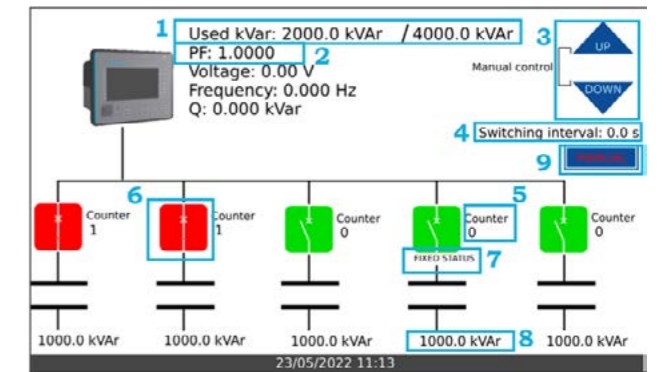 1 Used kVar: 2000.0 kVAr / 4000.0 kVAr
PF: 1.0000 2
Voltage: 0.00 V
Frequency: 0.000 Hz
Q: 0.000 kVar
3 UP
Manual control
DOWN
4 Switching interval: 0.0 s
9 MANUAL
6 5
Counter Counter Counter Counter Counter
1 1 0 0 0
FIXED STATUS 7
1000.0 kVAr 1000.0 kVAr 1000.0 kVAr 1000.0 kVAr 8 1000.0 kVAr
23/05/2022 11:13